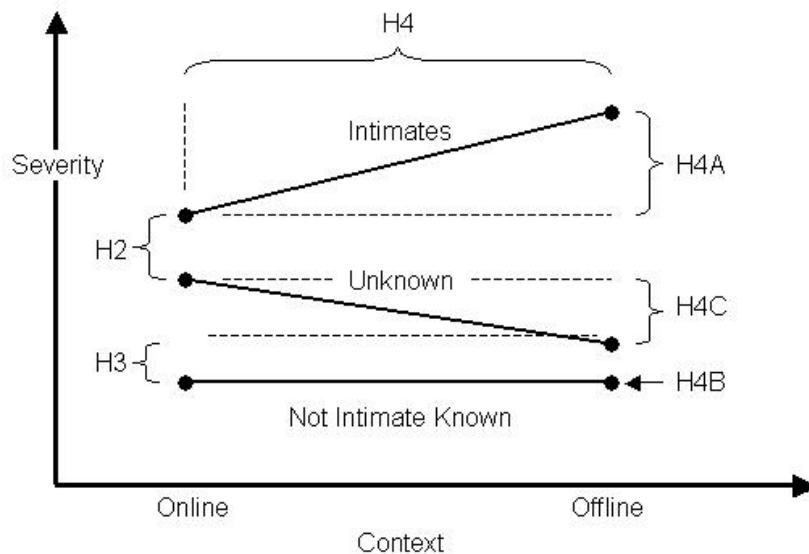 H4
Intimates
Severity
H4A
H2
Unknown
H4C
H3
H4B
Not Intimate Known
Online
Offline
Context